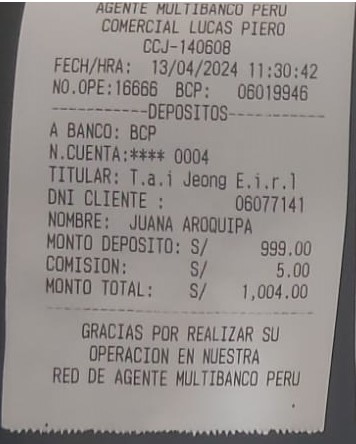 AGENTE MULTIBANCO PERU
COMERCIAL LUCAS PIERO
CCJ-140608
FECH/HRA: 13/04/2024 11:30:42
NO.OPE:16666 BCP: 06019946
-----------DEPOSITOS---------------
A BANCO: BCP
N.CUENTA:**** 0004
TITULAR: T.a.i Jeong E.i.r.l
DNI CLIENTE : 06077141
NOMBRE: JUANA AROQUIPA
MONTO DEPOSITO: S/ 999.00
COMISION: S/ 5.00
MONTO TOTAL: S/ 1,004.00
-----------------------------------
GRACIAS POR REALIZAR SU
OPERACION EN NUESTRA
RED DE AGENTE MULTIBANCO PERU